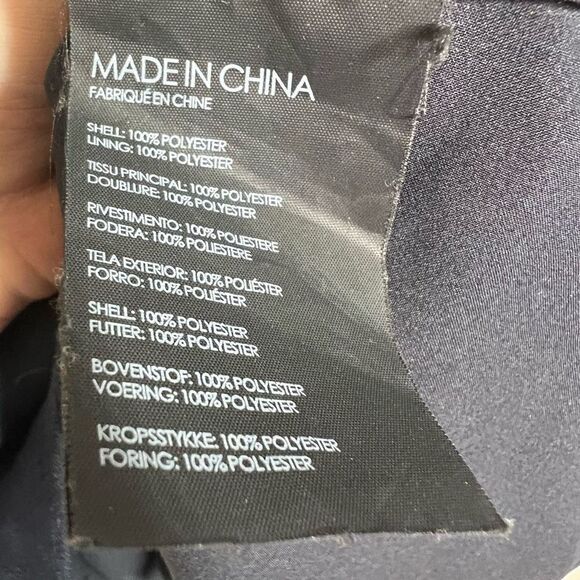 MADE IN CHINA
FABRIQUÉ EN CHINE
SHELL: 100% POLYESTER
LINING: 100% POLYESTER
TISSU PRINCIPAL: 100% POLYESTER
DOUBLURE: 100% POLYESTER
RIVESTIMENTO: 100% POLIESTERE
FODERA: 100% POLIESTERE
TELA EXTERIOR: 100% POLIÉSTER
FORRO: 100% POLIÉSTER
SHELL: 100% POLYESTER
FUTTER: 100% POLYESTER
BOVENSTOF: 100% POLYESTER
VOERING: 100% POLYESTER
KROPSSTYKKE: 100% POLYESTER
FORING: 100% POLYESTER